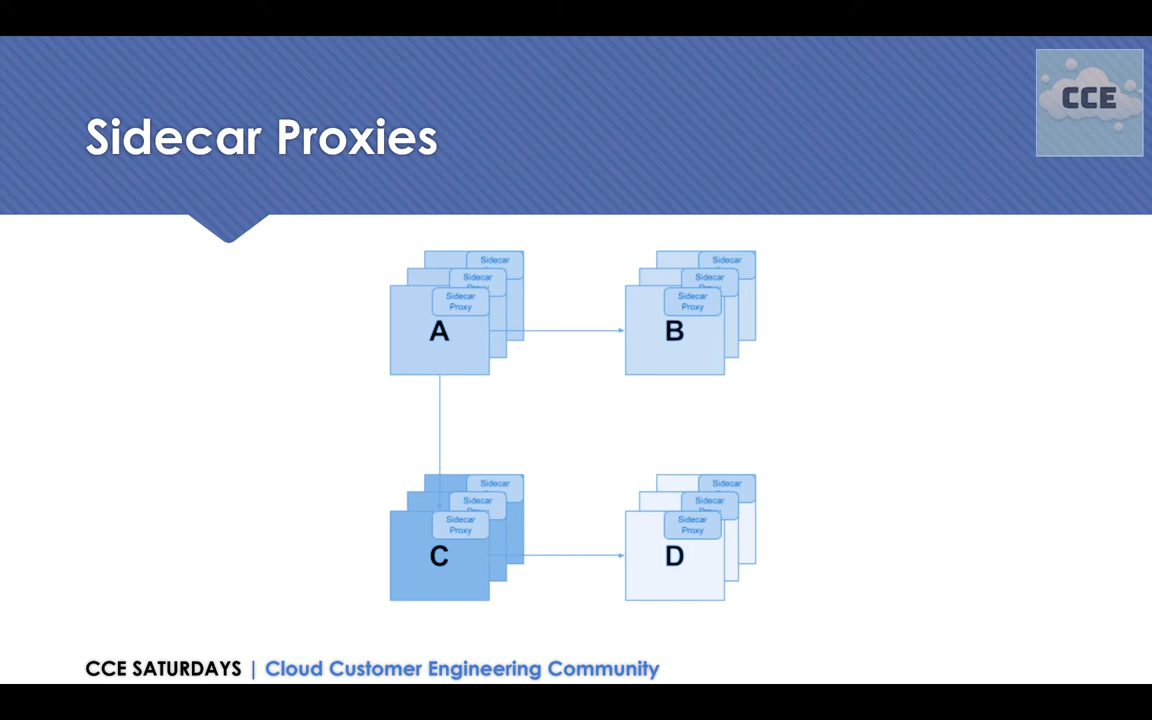 CCE
Sidecar Proxies
Sidecar
Sidecar
Sidecar
Proxy
A
Sidecar
Sidecar
Sidecar
Proxy
B
Sidecar
Sidecar
Sidecar
Proxy
C
Sidecar
Sidecar
Sidecar
Proxy
D
CCE SATURDAYS | Cloud Customer Engineering Community